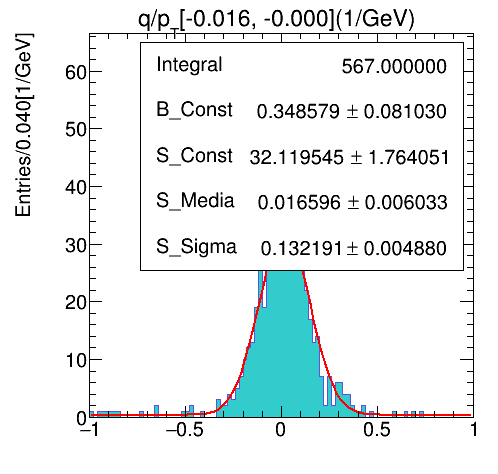 q/p_T[-0.016, -0.000](1/GeV)
Entries/0.040[1/GeV]
Integral 567.000000
B_Const 0.348579 ± 0.081030
S_Const 32.119545 ± 1.764051
S_Media 0.016596 ± 0.006033
S_Sigma 0.132191 ± 0.004880
60
50
40
30
20
10
0
−1 −0.5 0 0.5 1